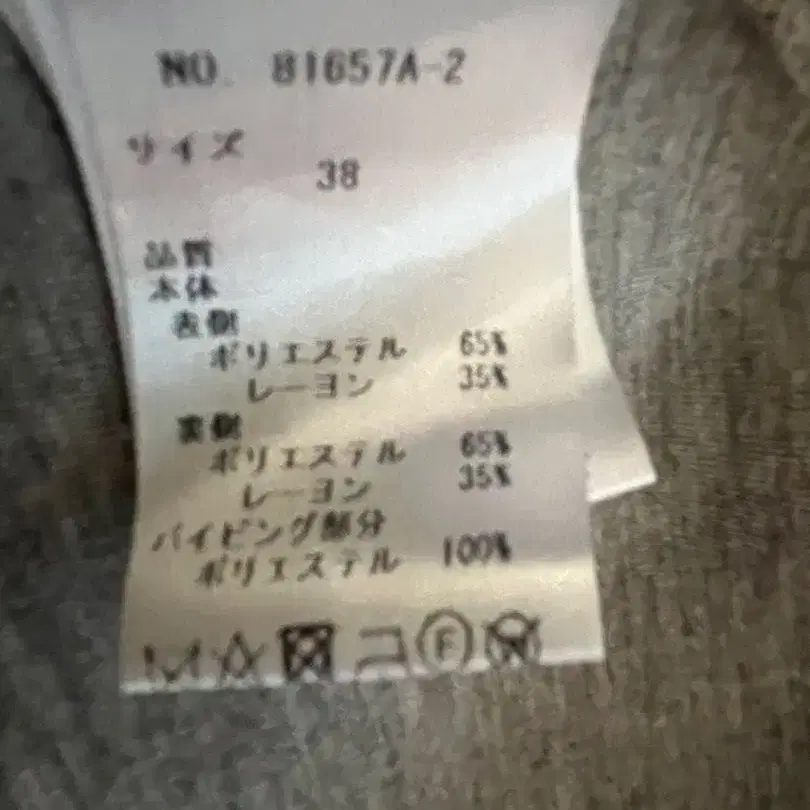 NO. 81657A-2
サイズ
38
品質
本体
表側
ポリエステル 65%
レーヨン 35%
裏側
ポリエステル 65%
レーヨン 35%
パイピング部分
ポリエステル 100%
F